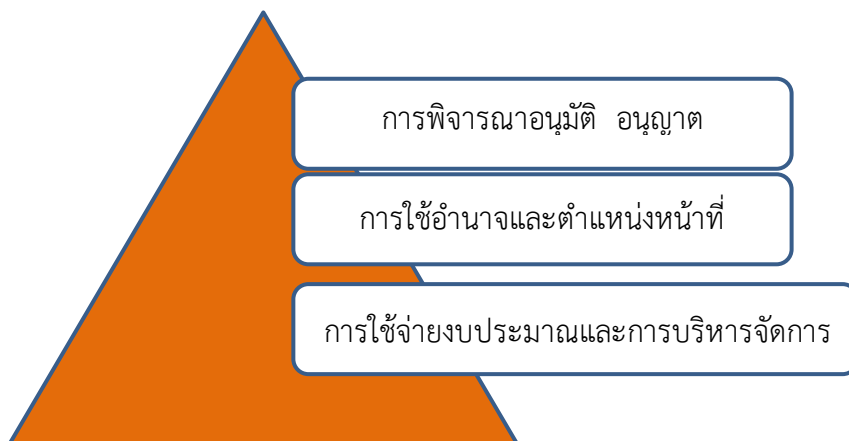 การพิจารณาอนุมัติ อนุญาต
การใช้อำนาจและตำแหน่งหน้าที่
การใช้จ่ายงบประมาณและการบริหารจัดการ